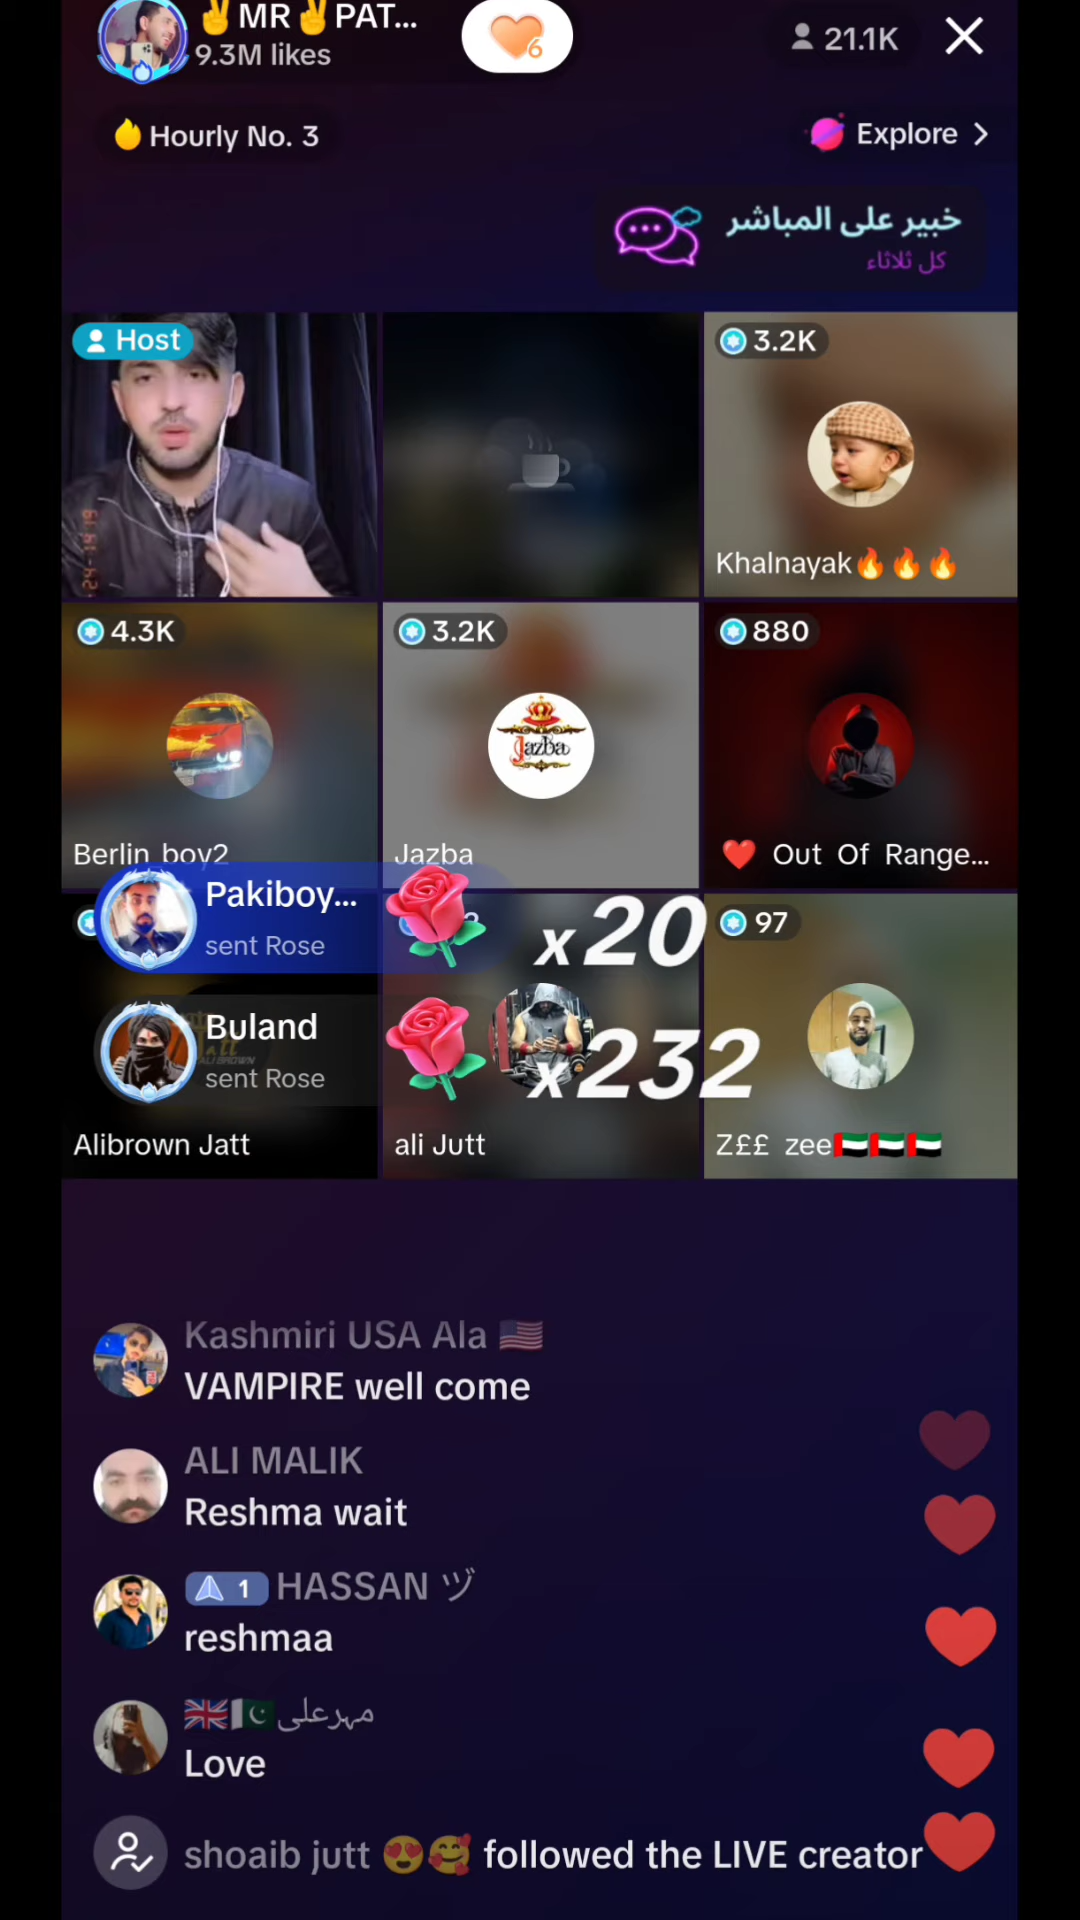 ✌MR✌PAT...
9.3M likes
6
21.1K
Hourly No. 3
Explore
خبير على المباشر
كل ثلاثاء
Host
3.2K
Khalnayak🔥🔥🔥
4.3K
3.2K
880
Jazba
Berlin_boy2
Jazba
❤️ Out Of Range...
Pakiboy...
sent Rose
x20
97
Buland
sent Rose
x232
Alibrown Jatt
ali Jutt
Z££ zee🇦🇪🇦🇪🇦🇪
Kashmiri USA Ala 🇺🇸
VAMPIRE well come
ALI MALIK
Reshma wait
1 HASSAN ヅ
reshmaa
🇬🇧🇵🇰مہرعلی
Love
shoaib jutt 😍🥰 followed the LIVE creator